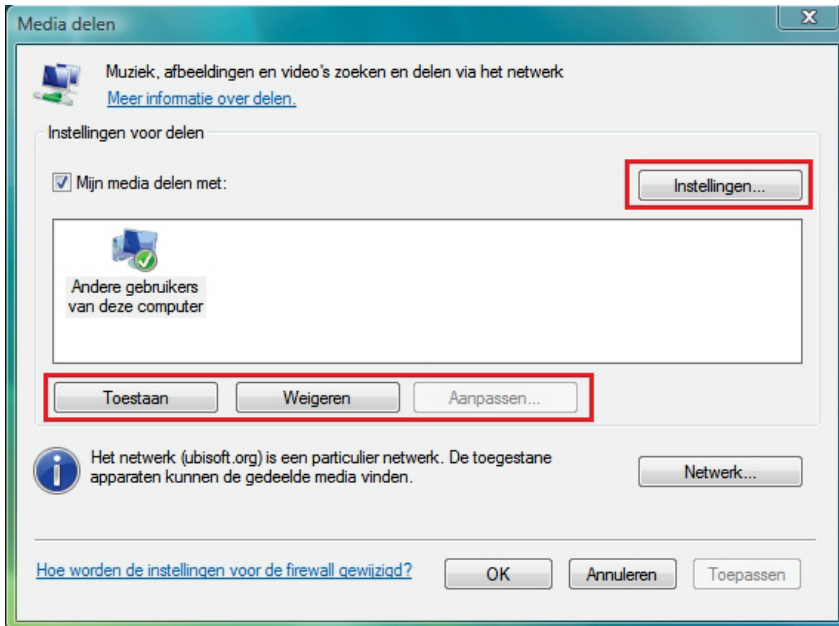 Media delen
Muziek, afbeeldingen en video's zoeken en delen via het netwerk
Meer informatie over delen.
Instellingen voor delen
Mijn media delen met:
Instellingen...
Andere gebruikers
van deze computer
Toestaan
Weigeren
Aanpassen...
Het netwerk (ubisoft.org) is een particulier netwerk. De toegestane
apparaten kunnen de gedeelde media vinden.
Netwerk...
Hoe worden de instellingen voor de firewall gewijzigd?
OK
Annuleren
Toepassen